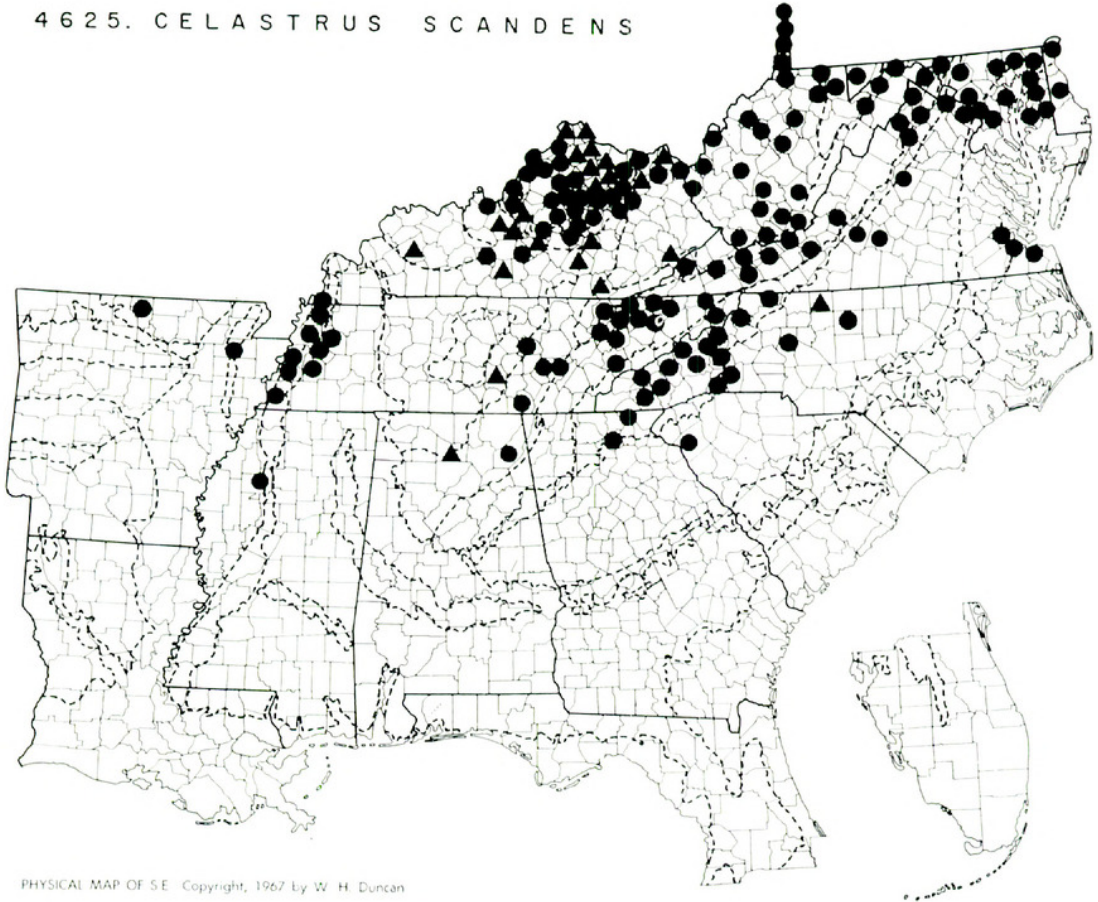 4625. CELASTRUS SCANDENS
PHYSICAL MAP OF S.E. Copyright, 1967 by W. H. Duncan